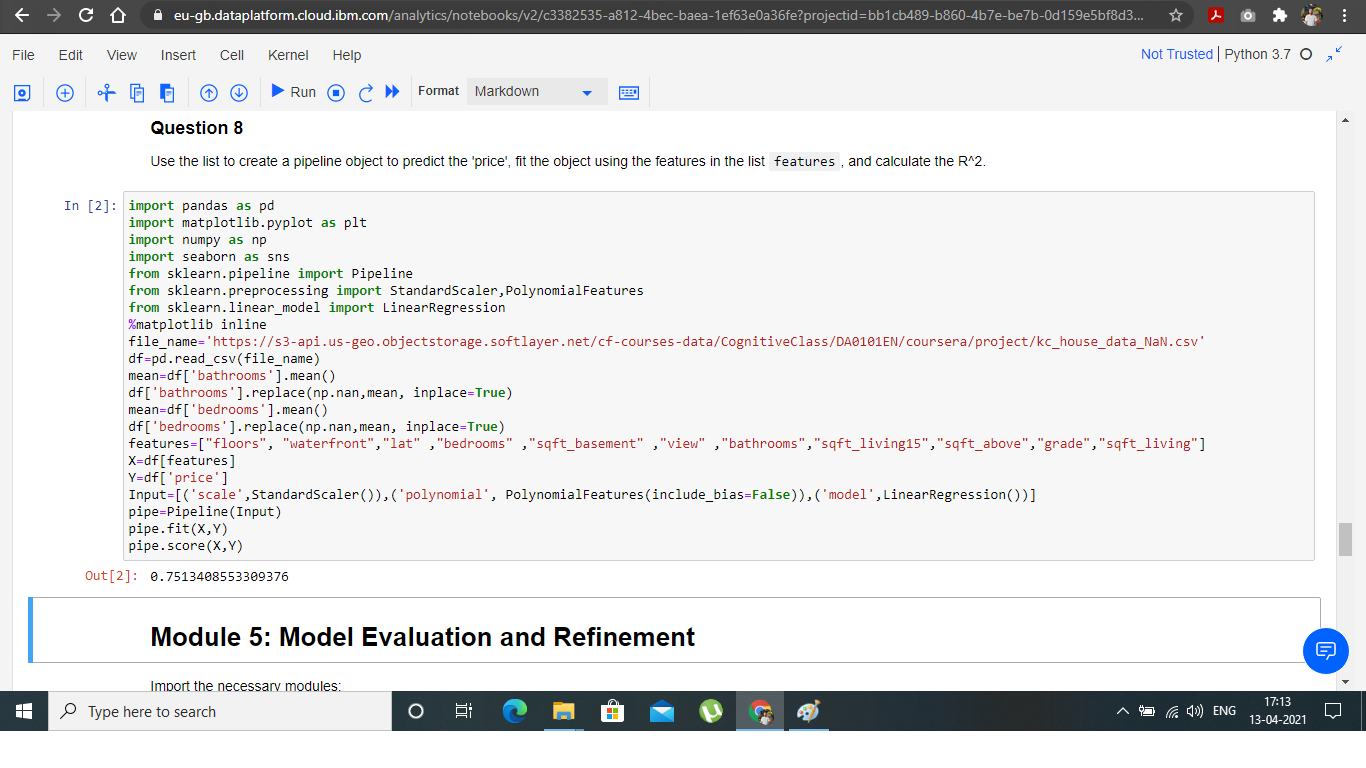 eu-gb.dataplatform.cloud.ibm.com/analytics/notebooks/v2/c3382535-a812-4bec-baea-1ef63e0a36fe?projectid=bb1cb489-b860-4b7e-be7b-0d159e5bf8d3...
File Edit View Insert Cell Kernel Help Not Trusted | Python 3.7
Run Format Markdown
Question 8
Use the list to create a pipeline object to predict the 'price', fit the object using the features in the list features , and calculate the R^2.
In [2]: import pandas as pd
import matplotlib.pyplot as plt
import numpy as np
import seaborn as sns
from sklearn.pipeline import Pipeline
from sklearn.preprocessing import StandardScaler,PolynomialFeatures
from sklearn.linear_model import LinearRegression
%matplotlib inline
file_name='https://s3-api.us-geo.objectstorage.softlayer.net/cf-courses-data/CognitiveClass/DA0101EN/coursera/project/kc_house_data_NaN.csv'
df=pd.read_csv(file_name)
mean=df['bathrooms'].mean()
df['bathrooms'].replace(np.nan,mean, inplace=True)
mean=df['bedrooms'].mean()
df['bedrooms'].replace(np.nan,mean, inplace=True)
features=["floors", "waterfront","lat" ,"bedrooms" ,"sqft_basement" ,"view" ,"bathrooms","sqft_living15","sqft_above","grade","sqft_living"]
X=df[features]
Y=df['price']
Input=[('scale',StandardScaler()),('polynomial', PolynomialFeatures(include_bias=False)),('model',LinearRegression())]
pipe=Pipeline(Input)
pipe.fit(X,Y)
pipe.score(X,Y)
Out[2]: 0.7513408553309376
Module 5: Model Evaluation and Refinement
Import the necessary modules:
Type here to search
ENG
17:13
13-04-2021